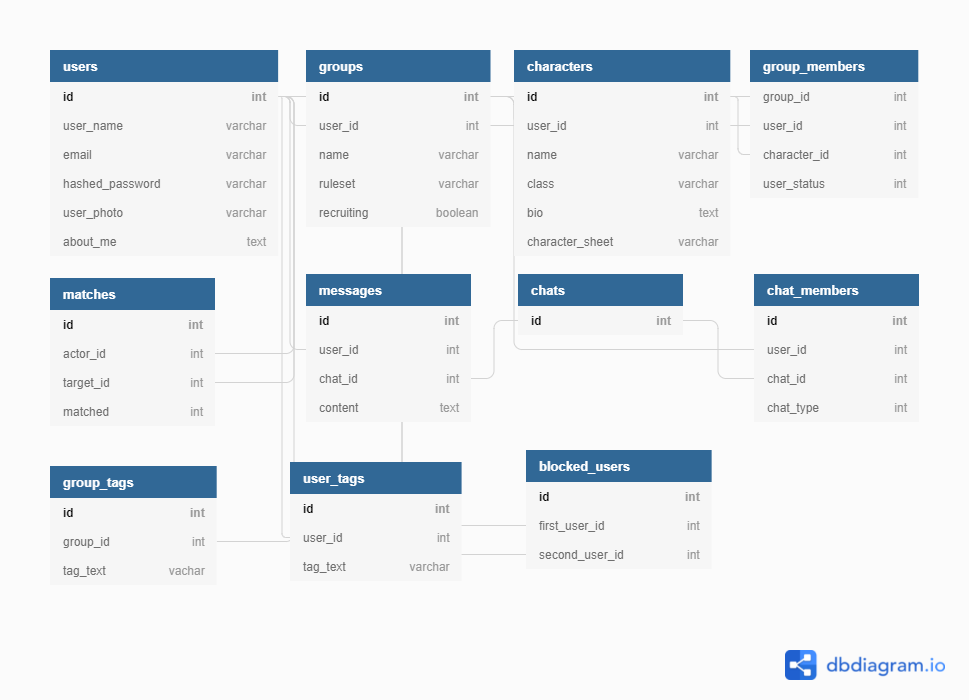 users
id int
user_name varchar
email varchar
hashed_password varchar
user_photo varchar
about_me text
groups
id int
user_id int
name varchar
ruleset varchar
recruiting boolean
characters
id int
user_id int
name varchar
class varchar
bio text
character_sheet varchar
group_members
group_id int
user_id int
character_id int
user_status int
matches
id int
actor_id int
target_id int
matched int
messages
id int
user_id int
chat_id int
content text
chats
id int
chat_members
id int
user_id int
chat_id int
chat_type int
group_tags
id int
group_id int
tag_text vachar
user_tags
id int
user_id int
tag_text varchar
blocked_users
id int
first_user_id int
second_user_id int
dbdiagram.io